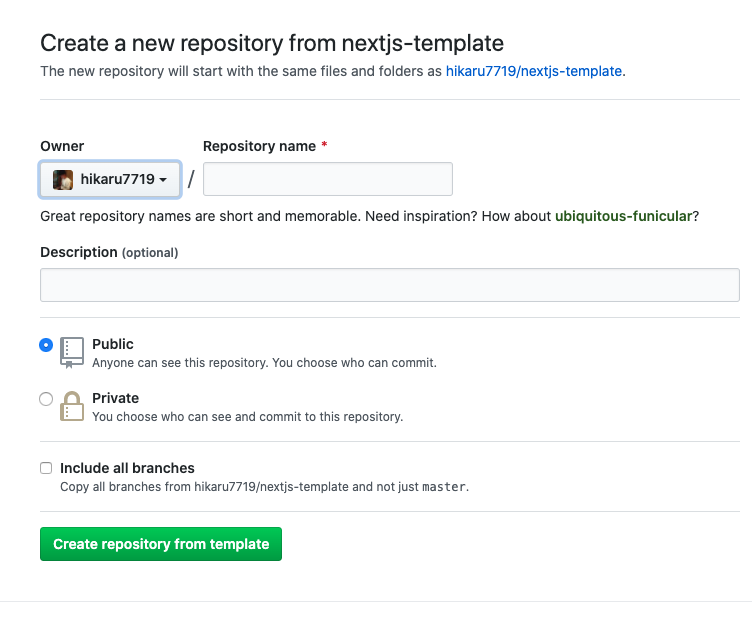 Create a new repository from nextjs-template
The new repository will start with the same files and folders as hikaru7719/nextjs-template.
Owner
Repository name *
hikaru7719
/
Great repository names are short and memorable. Need inspiration? How about ubiquitous-funicular?
Description (optional)
Public
Anyone can see this repository. You choose who can commit.
Private
You choose who can see and commit to this repository.
Include all branches
Copy all branches from hikaru7719/nextjs-template and not just master.
Create repository from template